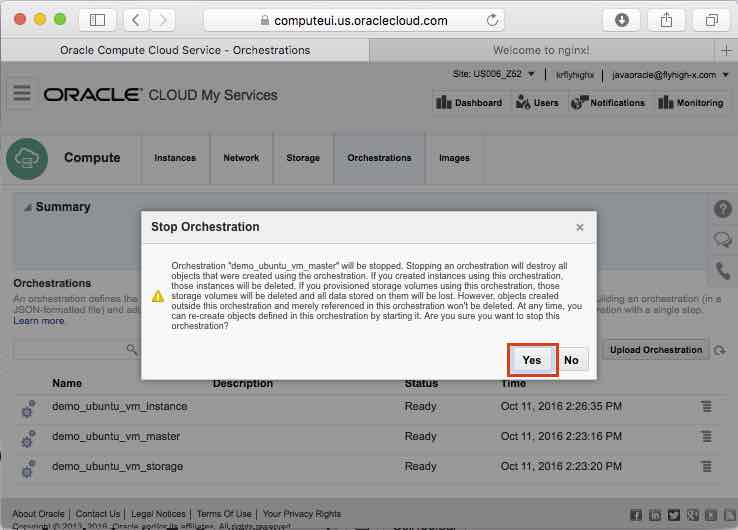 computeui.us.oraclecloud.com
Oracle Compute Cloud Service - Orchestrations
Welcome to nginx!
Site: US006_Z52
krflyhighx
javaoracle@flyhigh-x.com
ORACLE CLOUD My Services
Dashboard
Users
Notifications
Monitoring
Compute
Instances
Network
Storage
Orchestrations
Images
Summary
Stop Orchestration
Orchestration "demo_ubuntu_vm_master" will be stopped. Stopping an orchestration will destroy all
objects that were created using the orchestration. If you created instances using this orchestration,
those instances will be deleted. If you provisioned storage volumes using this orchestration, those
storage volumes will be deleted and all data stored on them will be lost. However, objects created
outside this orchestration and merely referenced in this orchestration won't be deleted. At any time, you
can re-create objects defined in this orchestration by starting it. Are you sure you want to stop this
orchestration?
Yes
No
Orchestrations
An orchestration defines the
JSON-formatted file) and
Learn more.
building an orchestration (in a
with a single step.
Upload Orchestration
Name
Description
Status
Time
demo_ubuntu_vm_instance
Ready
Oct 11, 2016 2:26:35 PM
demo_ubuntu_vm_master
Ready
Oct 11, 2016 2:23:16 PM
demo_ubuntu_vm_storage
Ready
Oct 11, 2016 2:23:20 PM
About Oracle | Contact Us | Legal Notices | Terms Of Use | Your Privacy Rights
Oracle and/or its affiliates. All rights reserved.